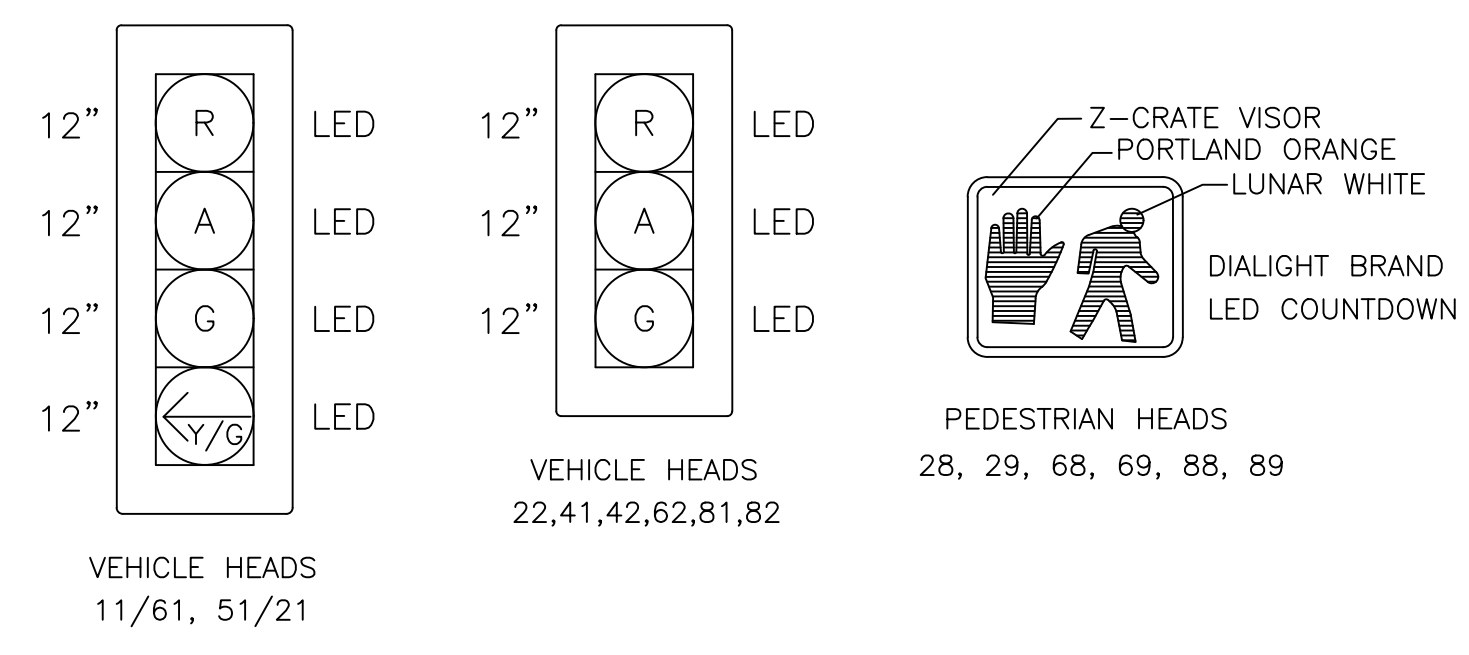 12” R LED
12” A LED
12” G LED
12” Y/G LED
VEHICLE HEADS
11/61, 51/21
12” R LED
12” A LED
12” G LED
VEHICLE HEADS
22,41,42,62,81,82
Z-CRATE VISOR
PORTLAND ORANGE
LUNAR WHITE
DIALIGHT BRAND
LED COUNTDOWN
PEDESTRIAN HEADS
28, 29, 68, 69, 88, 89